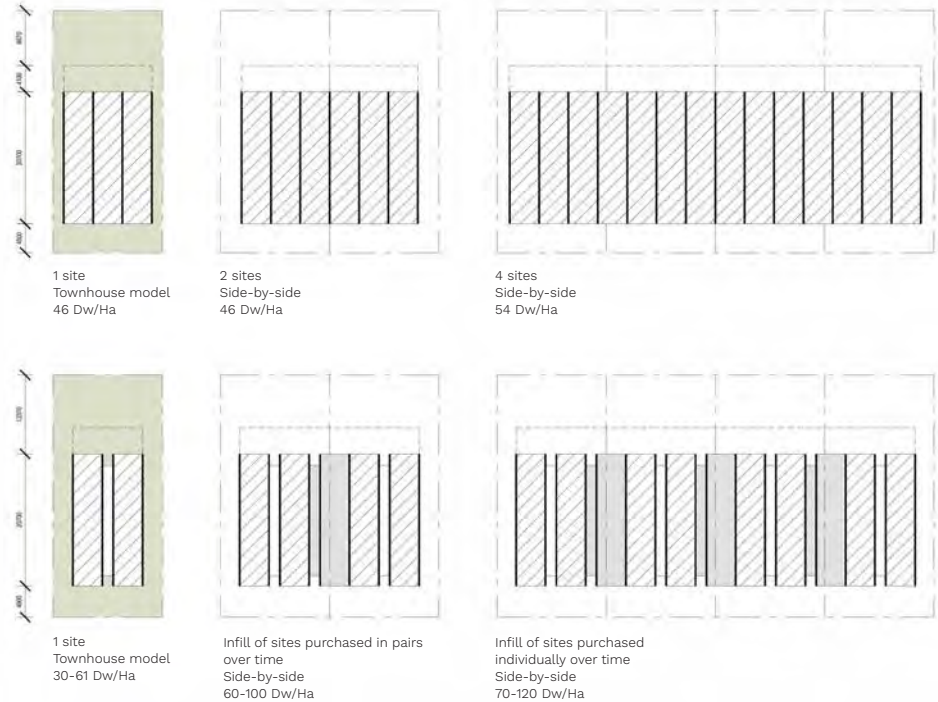 1 site
Townhouse model
46 Dw/Ha
2 sites
Side-by-side
46 Dw/Ha
4 sites
Side-by-side
54 Dw/Ha
1 site
Townhouse model
30-61 Dw/Ha
Infill of sites purchased in pairs
over time
Side-by-side
60-100 Dw/Ha
Infill of sites purchased
individually over time
Side-by-side
70-120 Dw/Ha